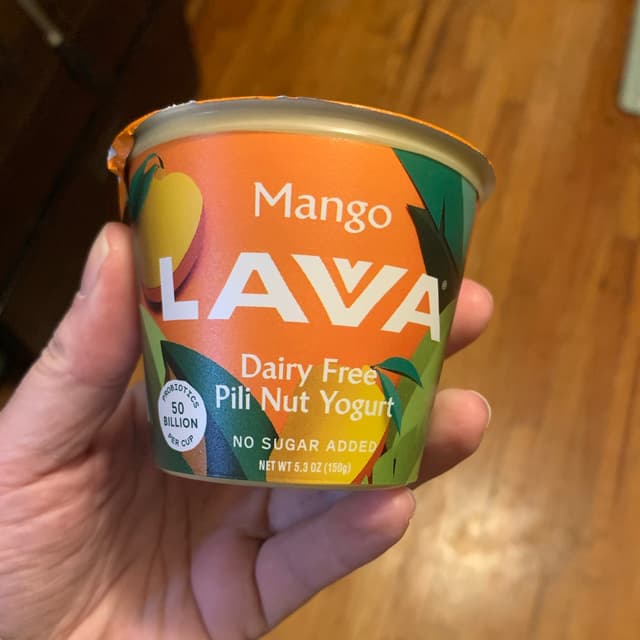 Mango
LAVVA®
Dairy Free
Pili Nut Yogurt
PROBIOTICS
50
BILLION
PER CUP
NO SUGAR ADDED
NET WT 5.3 OZ (150g)